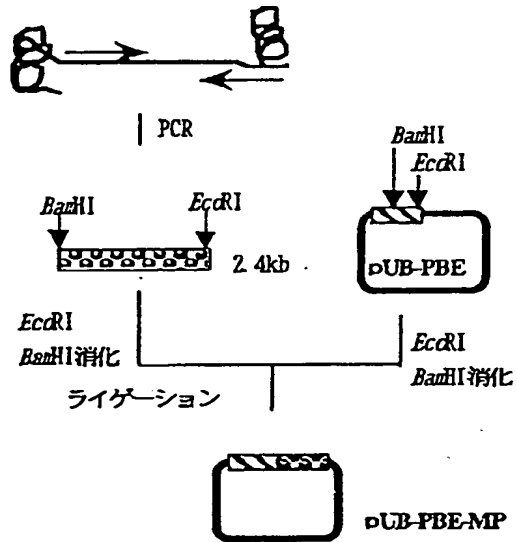 PCR
BamHI
EcoRI
BamHI
EcoRI
2.4kb
pUB-PBE
EcoRI
BamHI消化
EcoRI
BamHI消化
ライゲーション
pUB-PBE-MP